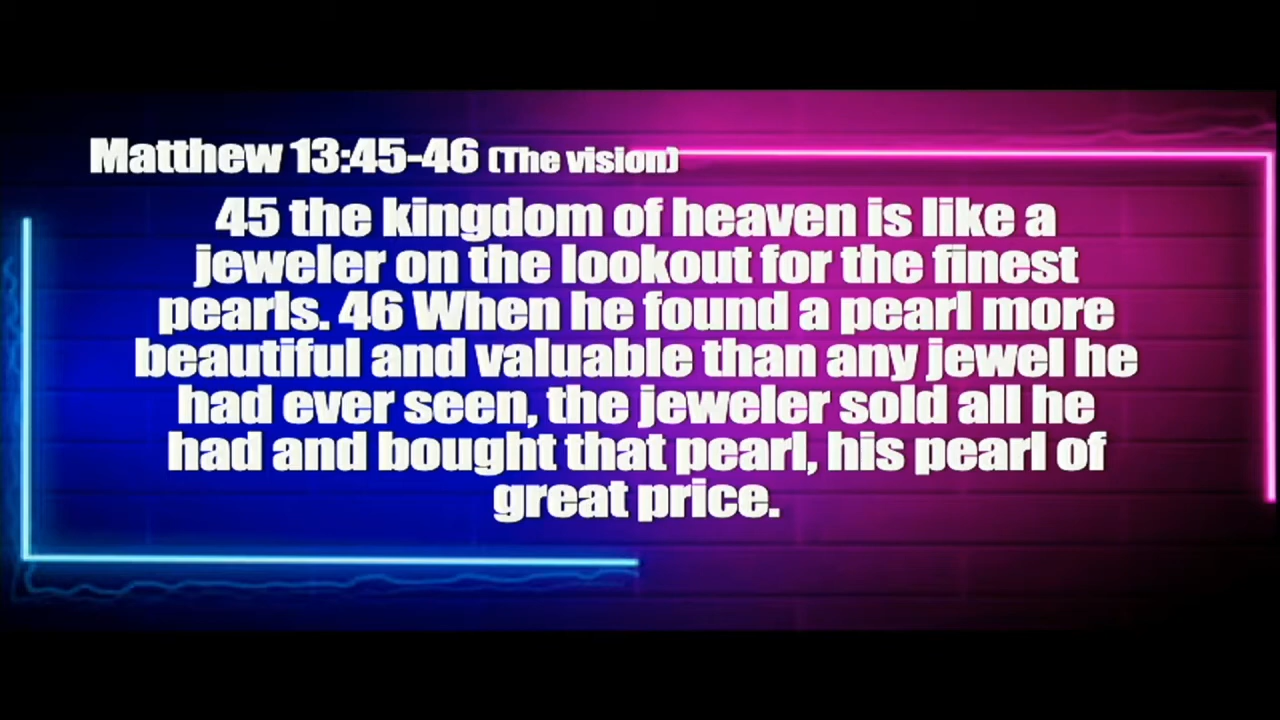 Matthew 13:45-46 (The vision)
45 the kingdom of heaven is like a
jeweler on the lookout for the finest
pearls. 46 When he found a pearl more
beautiful and valuable than any jewel he
had ever seen, the jeweler sold all he
had and bought that pearl, his pearl of
great price.